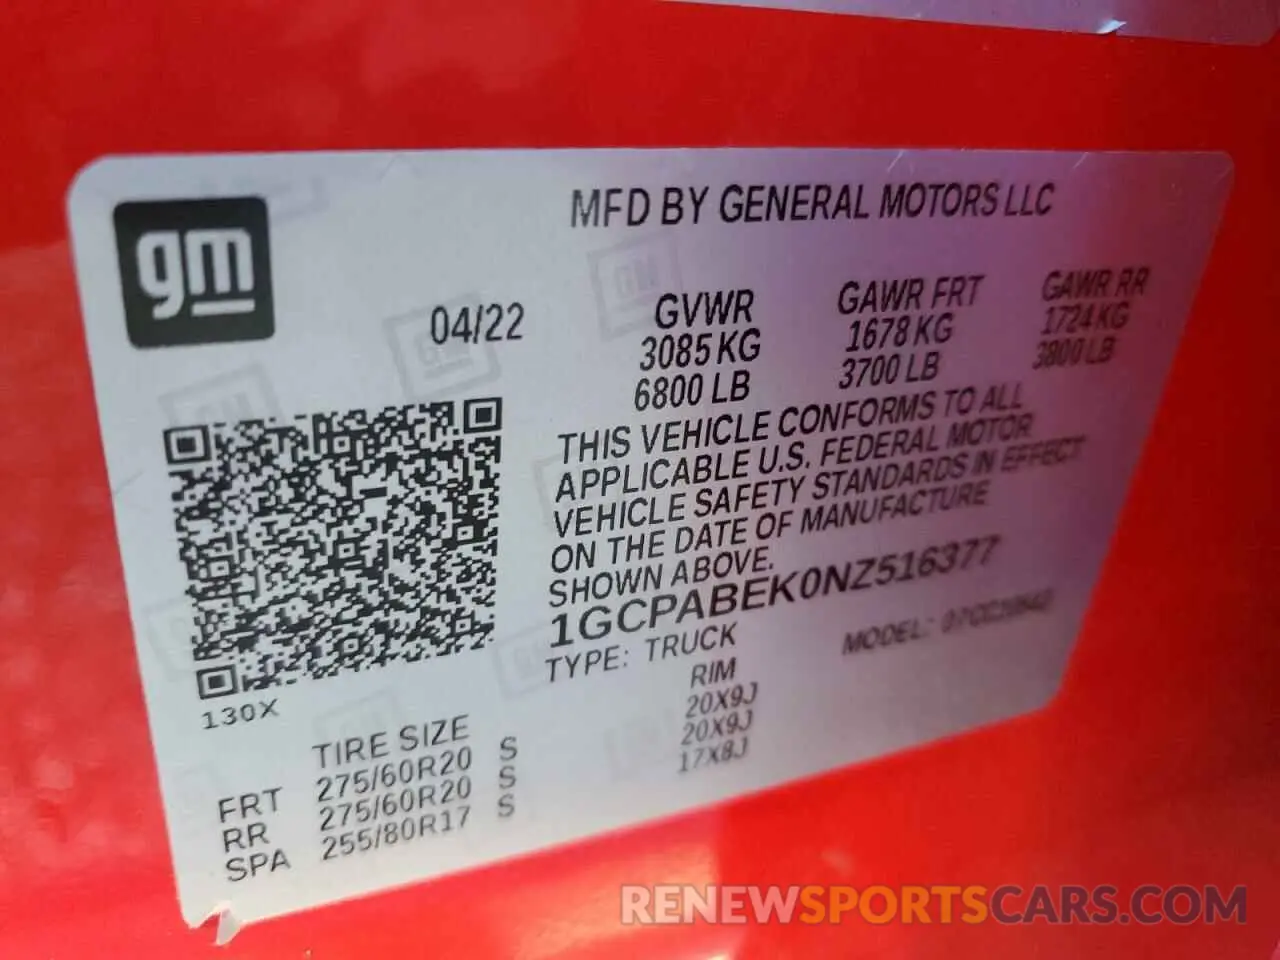 gm
MFD BY GENERAL MOTORS LLC
04/22
GVWR GAWR FRT GAWR RR
3085 KG 1678 KG 1724 KG
6800 LB 3700 LB 3800 LB
THIS VEHICLE CONFORMS TO ALL
APPLICABLE U.S. FEDERAL MOTOR
VEHICLE SAFETY STANDARDS IN EFFECT
ON THE DATE OF MANUFACTURE
SHOWN ABOVE.
1GCPABEK0NZ516377
TYPE: TRUCK MODEL:
130X
TIRE SIZE RIM
FRT 275/60R20 S 20X9J
RR 275/60R20 S 20X9J
SPA 255/80R17 S 17X8J
RENEWSPORTSCARS.COM